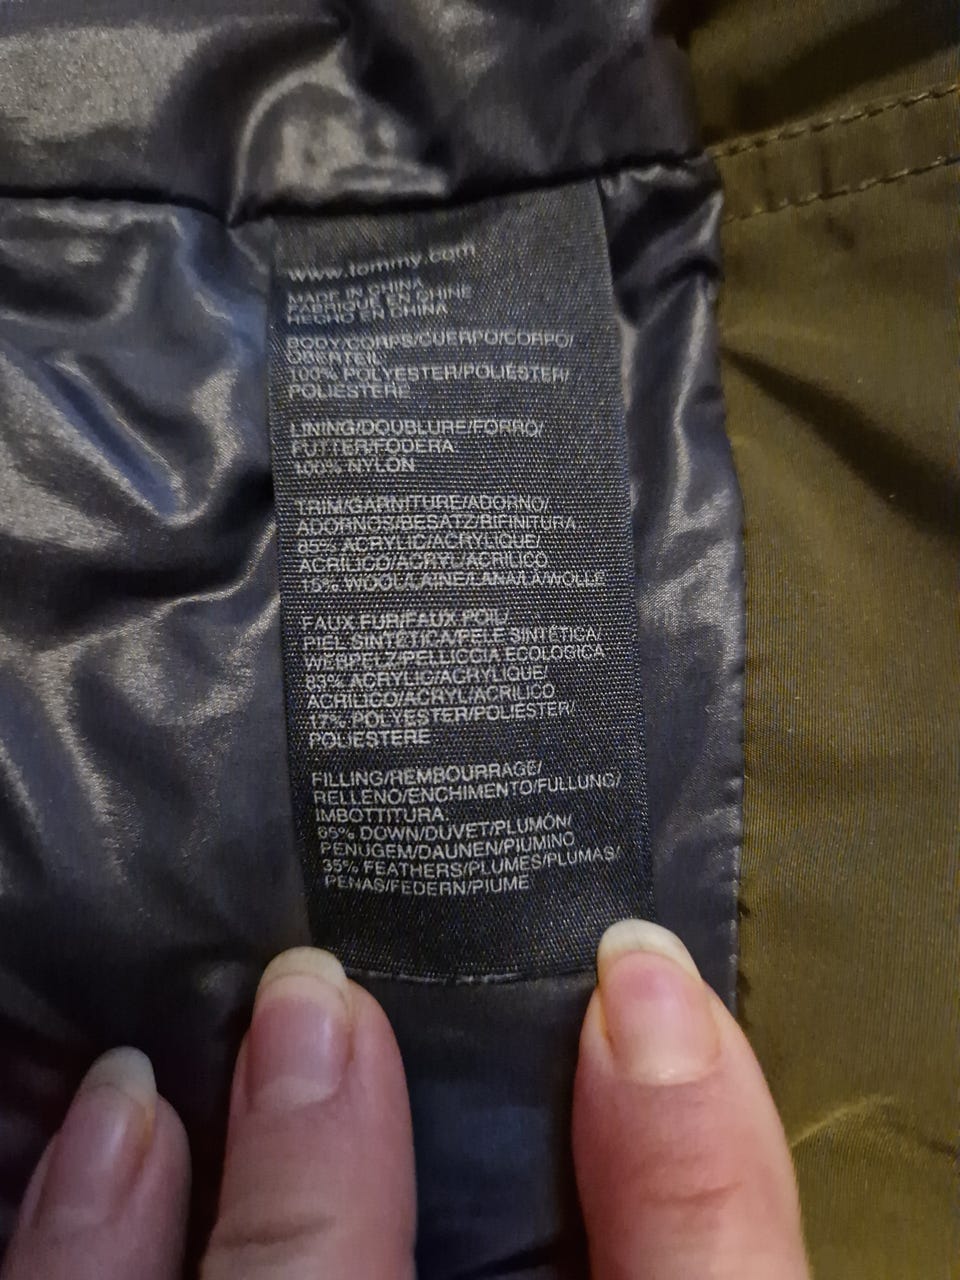 www.tommy.com
MADE IN CHINA
FABRIQUE EN CHINE
HECHO EN CHINA
BODY/CORPS/CUERPO/CORPO/
OBERTEIL
100% POLYESTER/POLIESTER/
POLIESTERE
LINING/DOUBLURE/FORRO/
FUTTER/FODERA
100% NYLON
TRIM/GARNITURE/ADORNO/
ADORNOS/BESATZ/RIFINITURA
85% ACRYLIC/ACRYLIQUE/
ACRILICO/ACRYL/ACRILICO
15% WOOL/LAINE/LANA/LÃ/WOLLE
FAUX FUR/FAUX POIL/
PIEL SINTÉTICA/PELE SINTÉTICA/
WEBPELZ/PELLICCIA ECOLOGICA
83% ACRYLIC/ACRYLIQUE/
ACRILICO/ACRYL/ACRILICO
17% POLYESTER/POLIESTER/
POLIESTERE
FILLING/REMBOURRAGE/
RELLENO/ENCHIMENTO/FULLUNG/
IMBOTTITURA
65% DOWN/DUVET/PLUMÓN/
PENUGEM/DAUNEN/PIUMINO
35% FEATHERS/PLUMES/PLUMAS/
PENAS/FEDERN/PIUME